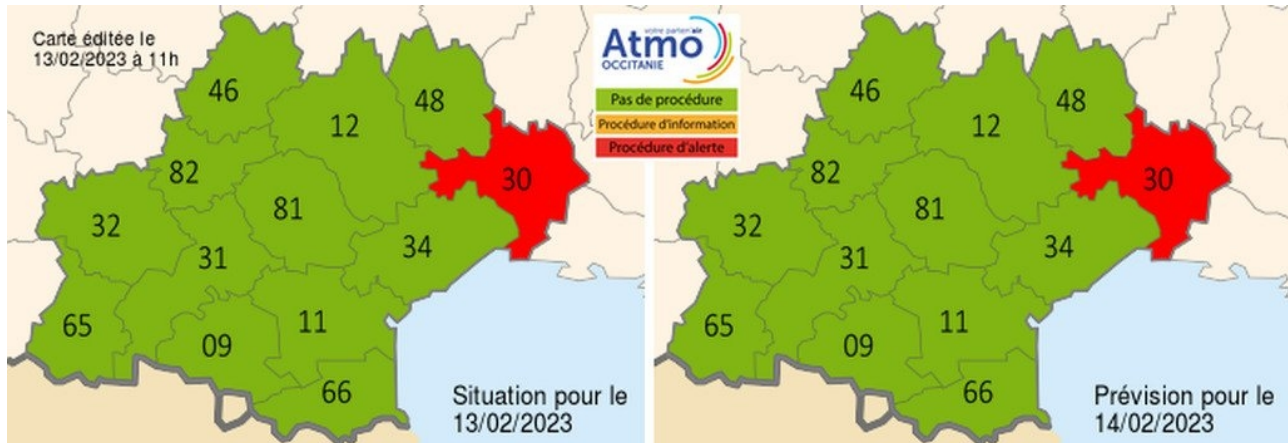 Carte éditée le
13/02/2023 à 11h
46
48
12
82
30
81
32
34
31
65
11
09
66
Situation pour le
13/02/2023
votre parten'air
Atmo
OCCITANIE
Pas de procédure
Procédure d'information
Procédure d'alerte
46
48
12
82
30
81
32
34
31
65
11
09
66
Prévision pour le
14/02/2023